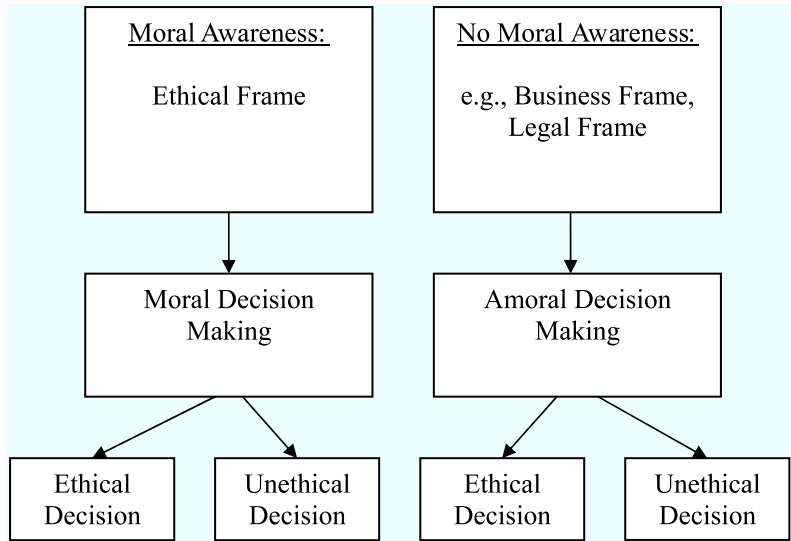 Moral Awareness:
Ethical Frame
No Moral Awareness:
e.g., Business Frame,
Legal Frame
Moral Decision
Making
Amoral Decision
Making
Ethical
Decision
Unethical
Decision
Ethical
Decision
Unethical
Decision